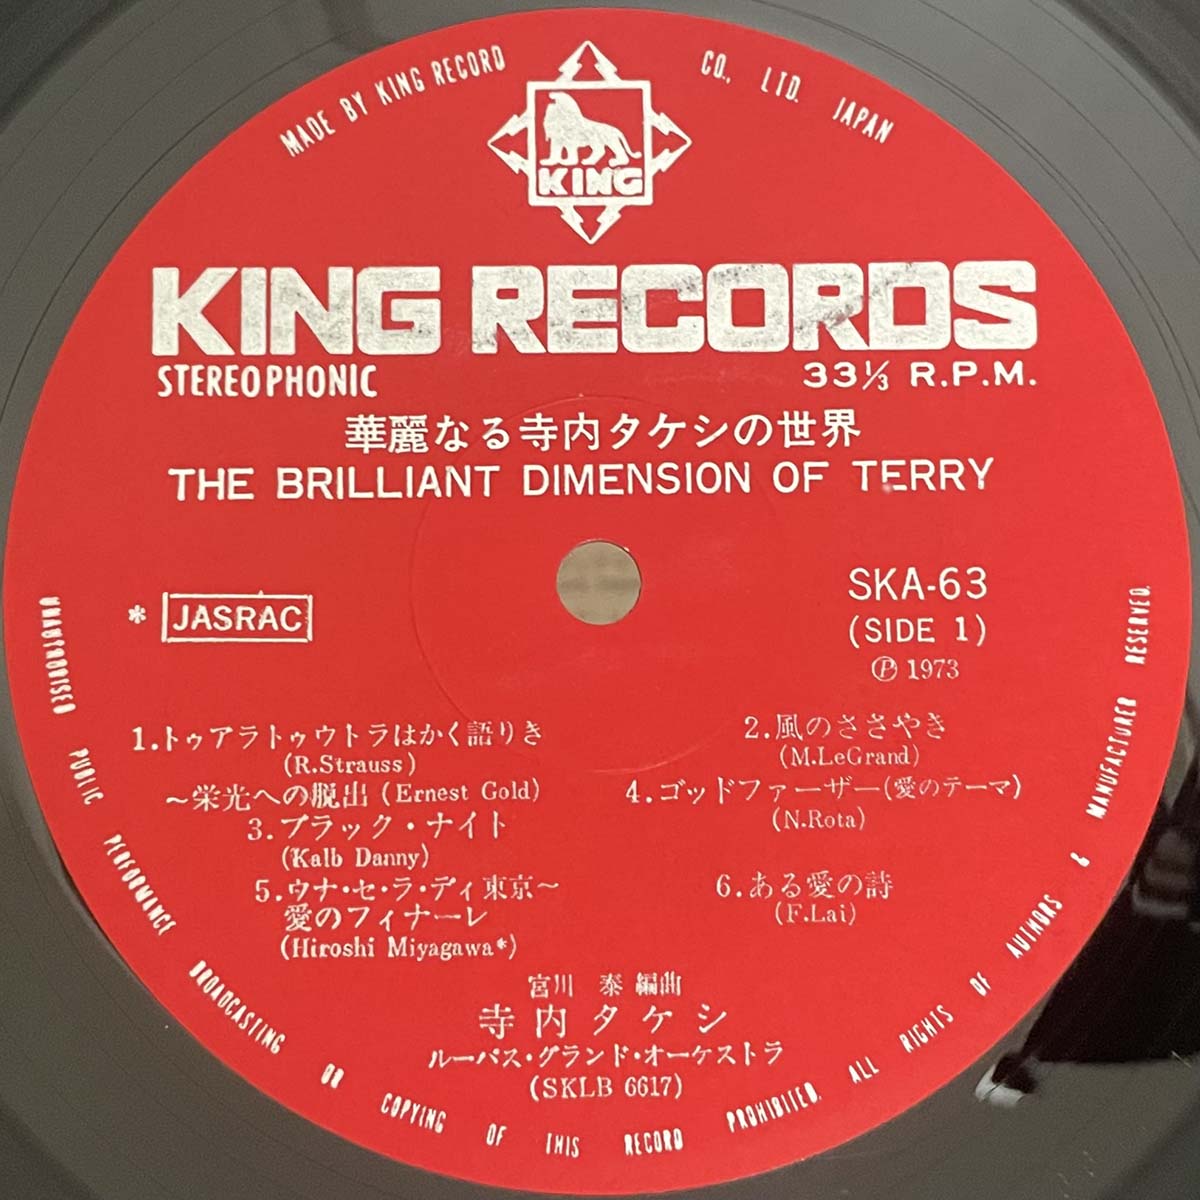 MADE BY KING RECORD CO., LTD. JAPAN
KING
KING RECORDS
STEREOPHONIC
33⅓ R.P.M.
華麗なる寺内タケシの世界
THE BRILLIANT DIMENSION OF TERRY
* JASRAC
SKA-63
(SIDE 1)
Ⓟ 1973
1.トゥアラトゥウトラはかく語りき
(R.Strauss)
～栄光への脱出 (Ernest Gold)
2.風のささやき
(M.LeGrand)
3.ブラック・ナイト
(Kalb Danny)
4.ゴッドファーザー(愛のテーマ)
(N.Rota)
5.ウナ・セ・ラ・ディ東京～
愛のフィナーレ
(Hiroshi Miyagawa*)
6.ある愛の詩
(F.Lai)
宮川 泰 編曲
寺内タケシ
ルーパス・グランド・オーケストラ
(SKLB 6617)
UNAUTHORISED PUBLIC PERFORMANCE BROADCASTING OR COPYING OF THIS RECORD PROHIBITED. ALL RIGHTS OF AUTHORS & MANUFACTURER RESERVED.